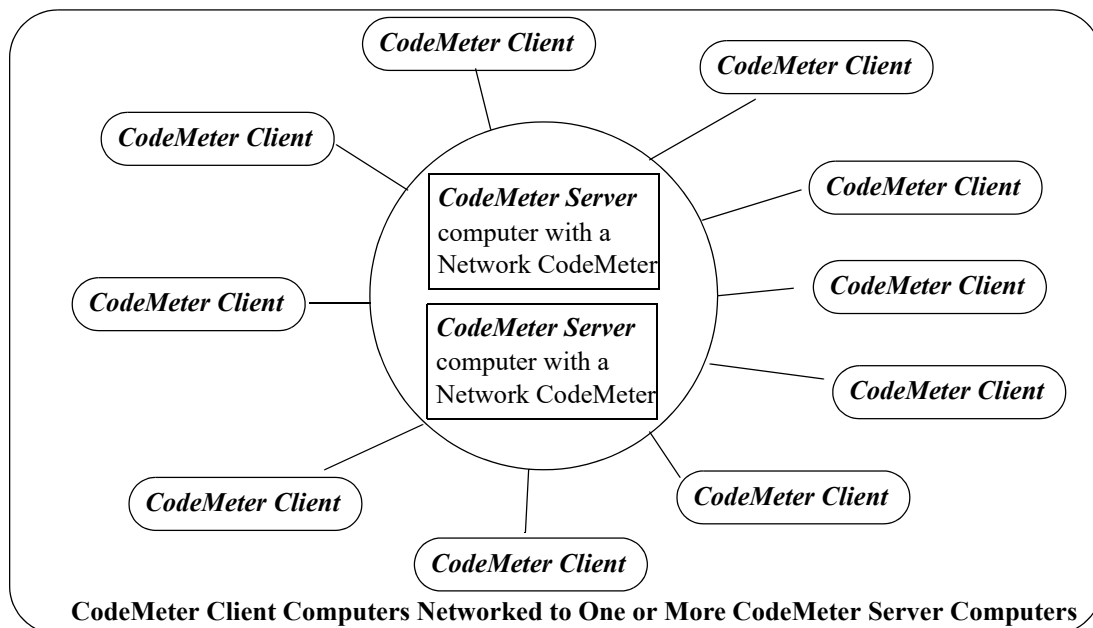 CodeMeter Client
CodeMeter Client
CodeMeter Client
CodeMeter Client
CodeMeter Server
computer with a
Network CodeMeter
CodeMeter Client
CodeMeter Client
CodeMeter Server
computer with a
Network CodeMeter
CodeMeter Client
CodeMeter Client
CodeMeter Client
CodeMeter Client
CodeMeter Client Computers Networked to One or More CodeMeter Server Computers